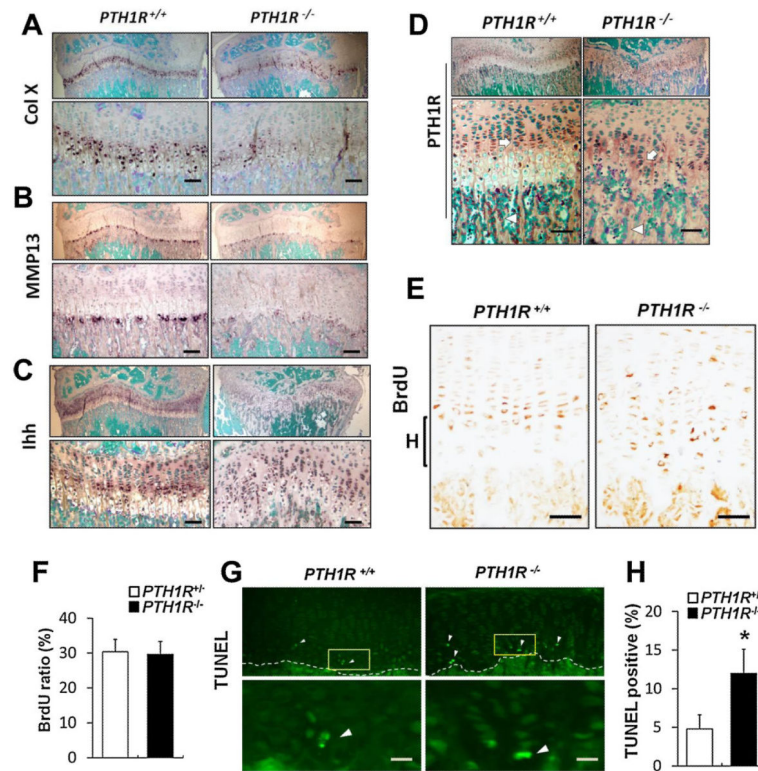 A
PTH1R+/+
PTH1R-/-
Col X
B
MMP13
C
Ihh
D
PTH1R+/+
PTH1R-/-
PTH1R
E
PTH1R+/+
PTH1R-/-
BrdU
H
F
PTH1R+/-
PTH1R-/-
BrdU ratio (%)
40
30
20
10
0
G
PTH1R+/+
PTH1R-/-
TUNEL
H
PTH1R-/-
TUNEL positive (%)
20
15
10
5
0
*